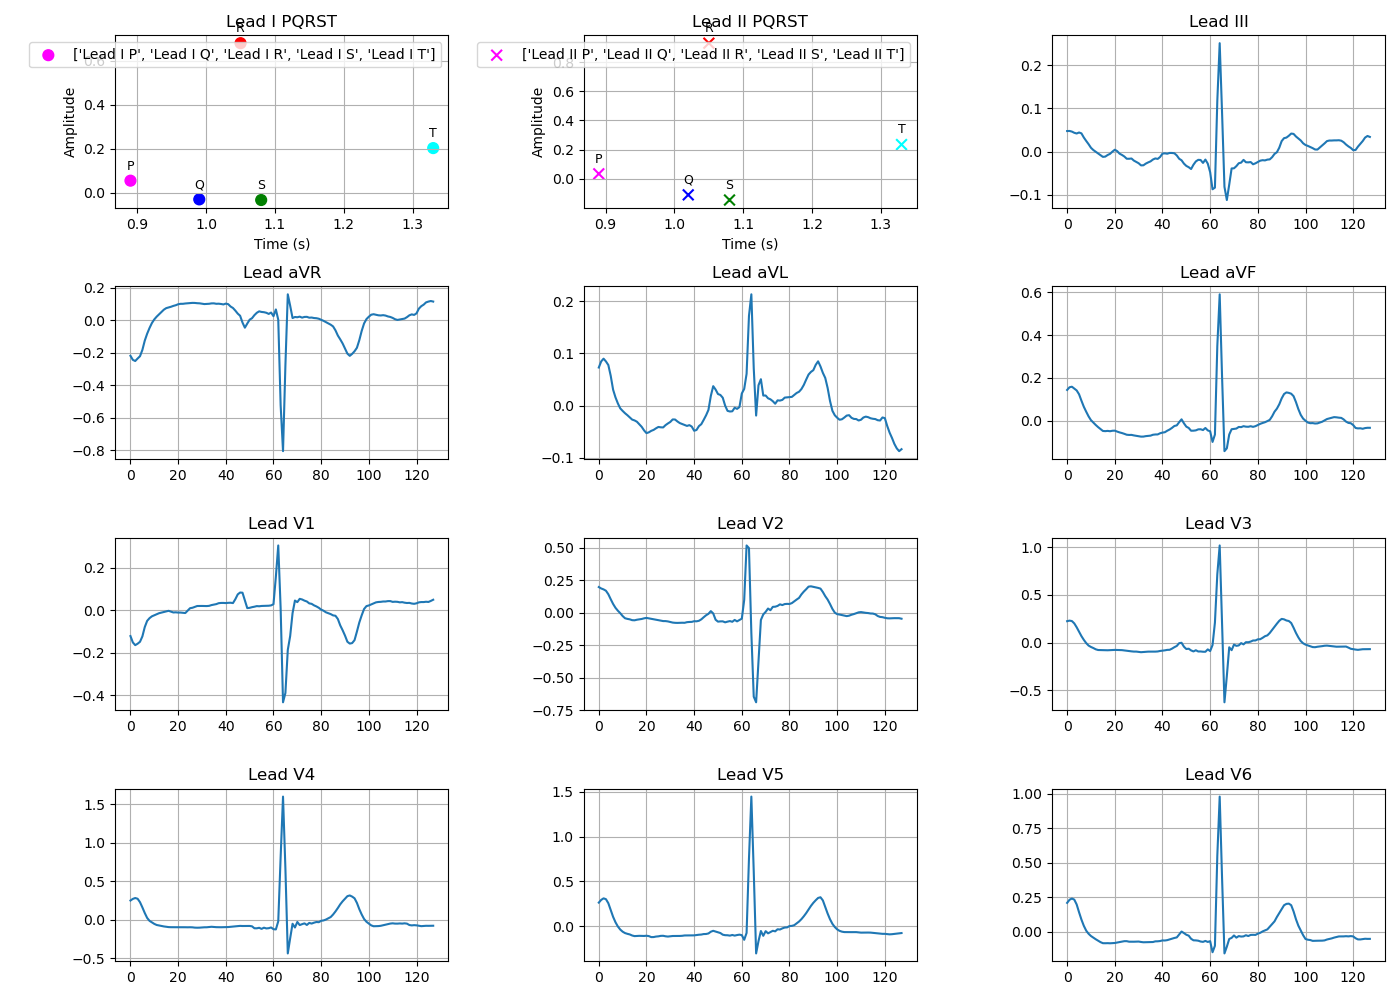 Lead I PQRST
R
['Lead I P', 'Lead I Q', 'Lead I R', 'Lead I S', 'Lead I T']
0.6
0.4
0.2
0.0
Amplitude
P
Q
S
T
0.9 1.0 1.1 1.2 1.3
Time (s)
Lead II PQRST
R
['Lead II P', 'Lead II Q', 'Lead II R', 'Lead II S', 'Lead II T']
0.8
0.6
0.4
0.2
0.0
Amplitude
P
Q
S
T
0.9 1.0 1.1 1.2 1.3
Time (s)
Lead III
0.2
0.1
0.0
−0.1
0 20 40 60 80 100 120
Lead aVR
0.2
0.0
−0.2
−0.4
−0.6
−0.8
0 20 40 60 80 100 120
Lead aVL
0.2
0.1
0.0
−0.1
0 20 40 60 80 100 120
Lead aVF
0.6
0.4
0.2
0.0
0 20 40 60 80 100 120
Lead V1
0.2
0.0
−0.2
−0.4
0 20 40 60 80 100 120
Lead V2
0.50
0.25
0.00
−0.25
−0.50
−0.75
0 20 40 60 80 100 120
Lead V3
1.0
0.5
0.0
−0.5
0 20 40 60 80 100 120
Lead V4
1.5
1.0
0.5
0.0
−0.5
0 20 40 60 80 100 120
Lead V5
1.5
1.0
0.5
0.0
0 20 40 60 80 100 120
Lead V6
1.00
0.75
0.50
0.25
0.00
0 20 40 60 80 100 120